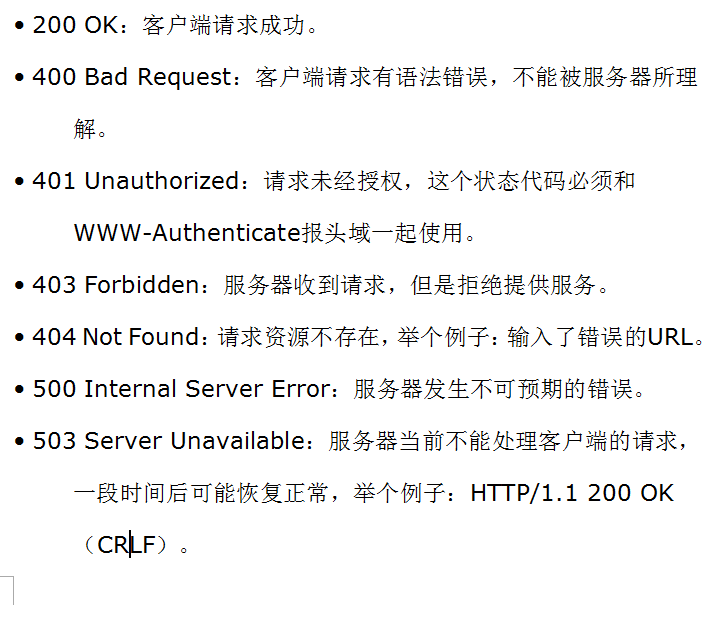 • 200 OK：客户端请求成功。
• 400 Bad Request：客户端请求有语法错误，不能被服务器所理
解。
• 401 Unauthorized：请求未经授权，这个状态代码必须和
WWW-Authenticate报头域一起使用。
• 403 Forbidden：服务器收到请求，但是拒绝提供服务。
• 404 Not Found：请求资源不存在，举个例子：输入了错误的URL。
• 500 Internal Server Error：服务器发生不可预期的错误。
• 503 Server Unavailable：服务器当前不能处理客户端的请求，
一段时间后可能恢复正常，举个例子：HTTP/1.1 200 OK
（CRLF）。